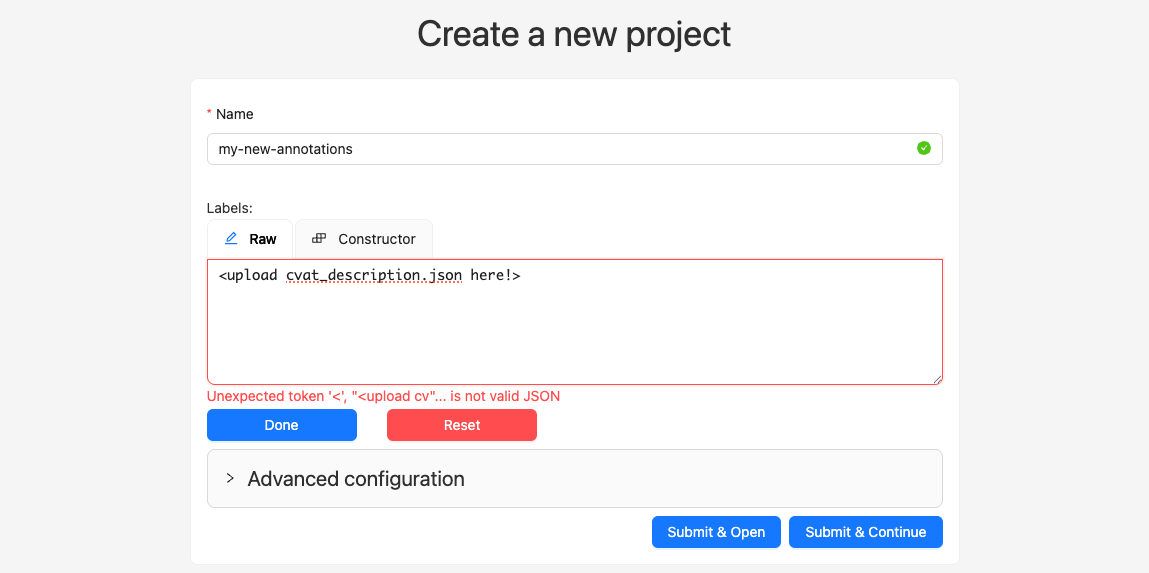 Create a new project
* Name
my-new-annotations
Labels:
Raw
Constructor
<upload cvat_description.json here!>
Unexpected token '<', "<upload cv"... is not valid JSON
Done
Reset
Advanced configuration
Submit & Open
Submit & Continue